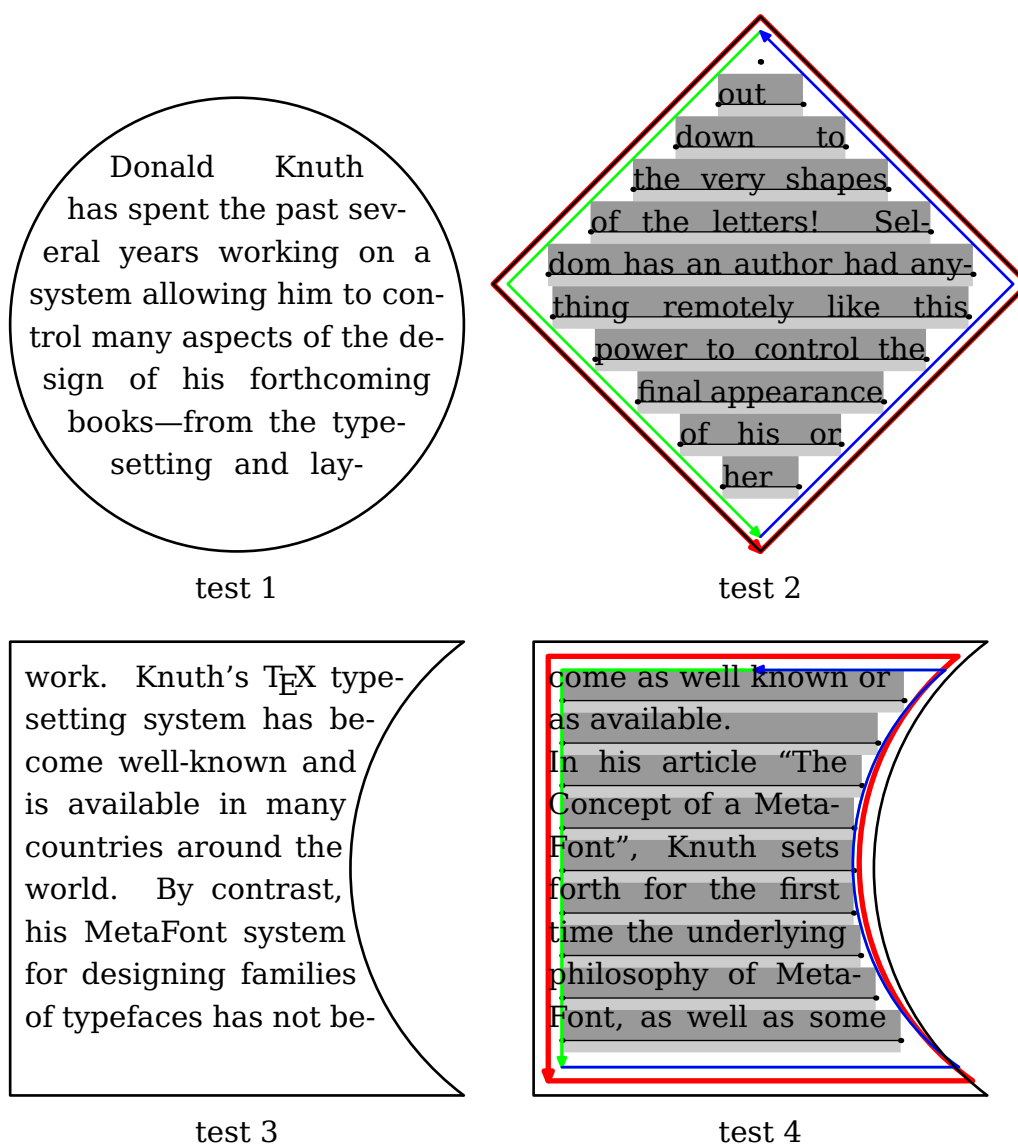 Donald Knuth
has spent the past sev-
eral years working on a
system allowing him to con-
trol many aspects of the de-
sign of his forthcoming
books—from the type-
setting and lay-
test 1
out
down to
the very shapes
of the letters! Sel-
dom has an author had any-
thing remotely like this
power to control the
final appearance
of his or
her
test 2
work. Knuth’s TEX type-
setting system has be-
come well-known and
is available in many
countries around the
world. By contrast,
his MetaFont system
for designing families
of typefaces has not be-
test 3
come as well known or
as available.
In his article “The
Concept of a Meta-
Font”, Knuth sets
forth for the first
time the underlying
philosophy of Meta-
Font, as well as some
test 4